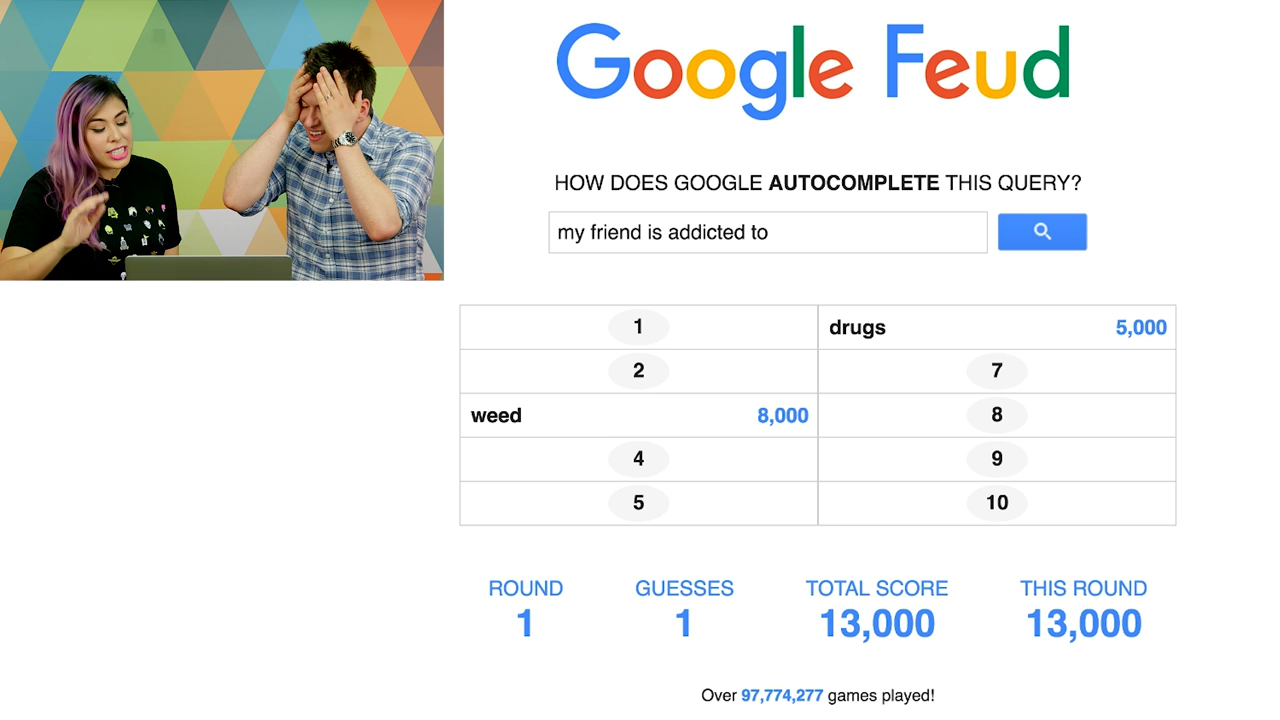 Google Feud
HOW DOES GOOGLE AUTOCOMPLETE THIS QUERY?
my friend is addicted to
1
drugs 5,000
2
7
weed 8,000
8
4
9
5
10
ROUND GUESSES TOTAL SCORE THIS ROUND
1 1 13,000 13,000
Over 97,774,277 games played!